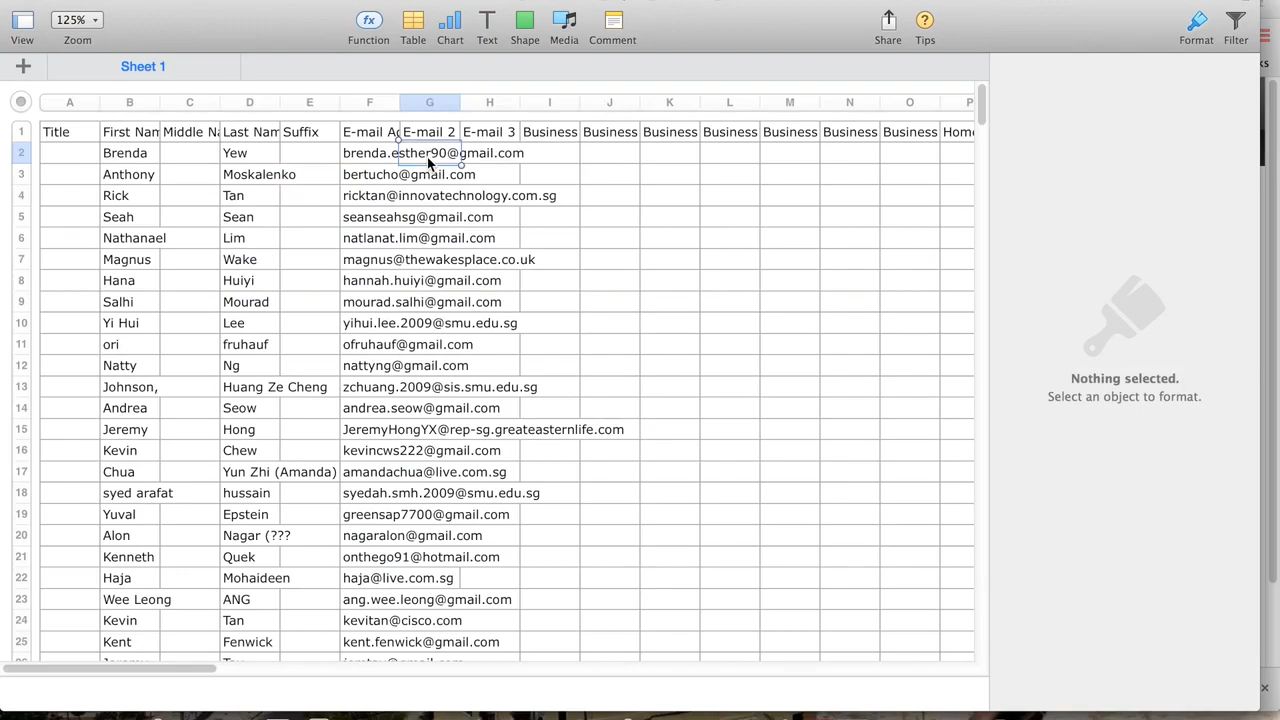 View 125% Zoom fx Function Table Chart Text Shape Media Comment Share Tips Format Filter
Sheet 1
A B C D E F G H I J K L M N O P
1 Title First Nam Middle Na Last Nam Suffix E-mail Ad E-mail 2 E-mail 3 Business Business Business Business Business Business Business Home
2 Brenda Yew brenda.esther90@gmail.com
3 Anthony Moskalenko bertucho@gmail.com
4 Rick Tan ricktan@innovatechnology.com.sg
5 Seah Sean seanseahsg@gmail.com
6 Nathanael Lim natlanat.lim@gmail.com
7 Magnus Wake magnus@thewakesplace.co.uk
8 Hana Huiyi hannah.huiyi@gmail.com
9 Salhi Mourad mourad.salhi@gmail.com
10 Yi Hui Lee yihui.lee.2009@smu.edu.sg
11 ori fruhauf ofruhauf@gmail.com
12 Natty Ng nattyng@gmail.com
13 Johnson, Huang Ze Cheng zchuang.2009@sis.smu.edu.sg
14 Andrea Seow andrea.seow@gmail.com
15 Jeremy Hong JeremyHongYX@rep-sg.greateasternlife.com
16 Kevin Chew kevincws222@gmail.com
17 Chua Yun Zhi (Amanda) amandachua@live.com.sg
18 syed arafat hussain syedah.smh.2009@smu.edu.sg
19 Yuval Epstein greensap7700@gmail.com
20 Alon Nagar (??? nagaralon@gmail.com
21 Kenneth Quek onthego91@hotmail.com
22 Haja Mohaideen haja@live.com.sg
23 Wee Leong ANG ang.wee.leong@gmail.com
24 Kevin Tan kevitan@cisco.com
25 Kent Fenwick kent.fenwick@gmail.com
Nothing selected.
Select an object to format.
ks